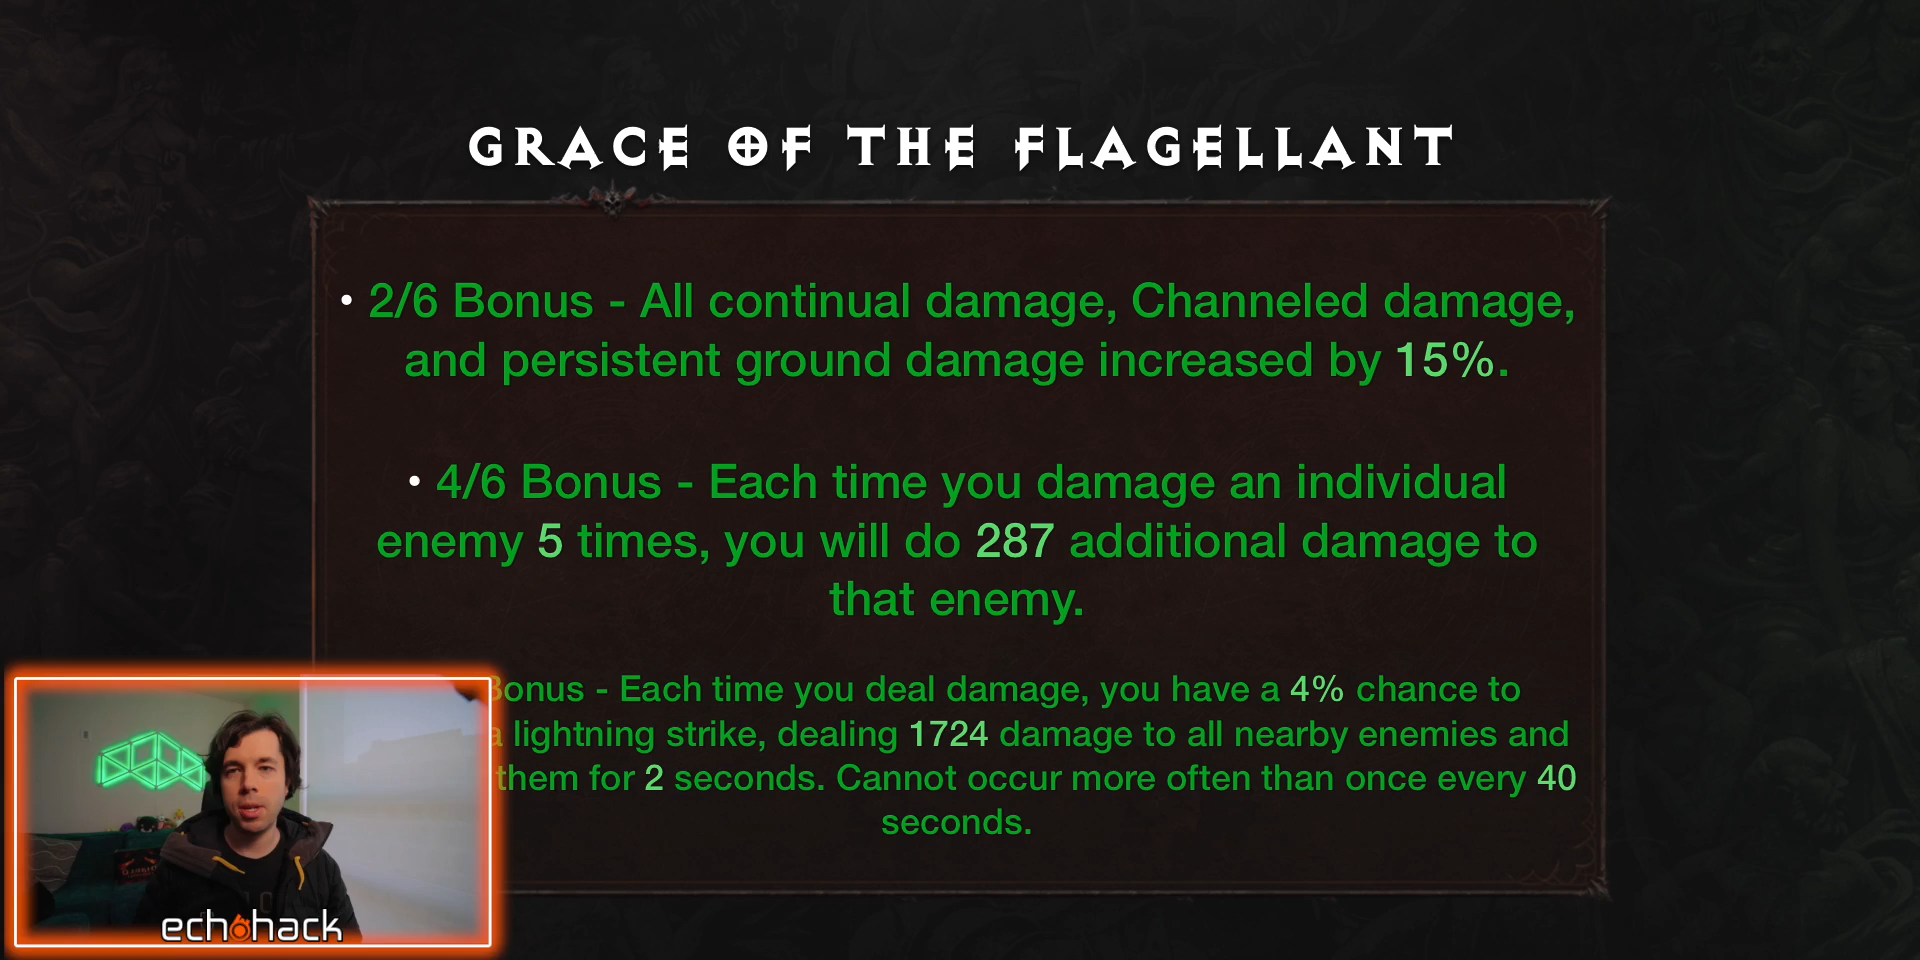 GRACE OF THE FLAGELLANT
• 2/6 Bonus - All continual damage, Channeled damage,
and persistent ground damage increased by 15%.
• 4/6 Bonus - Each time you damage an individual
enemy 5 times, you will do 287 additional damage to
that enemy.
Bonus - Each time you deal damage, you have a 4% chance to
a lightning strike, dealing 1724 damage to all nearby enemies and
them for 2 seconds. Cannot occur more often than once every 40
seconds.
echohack